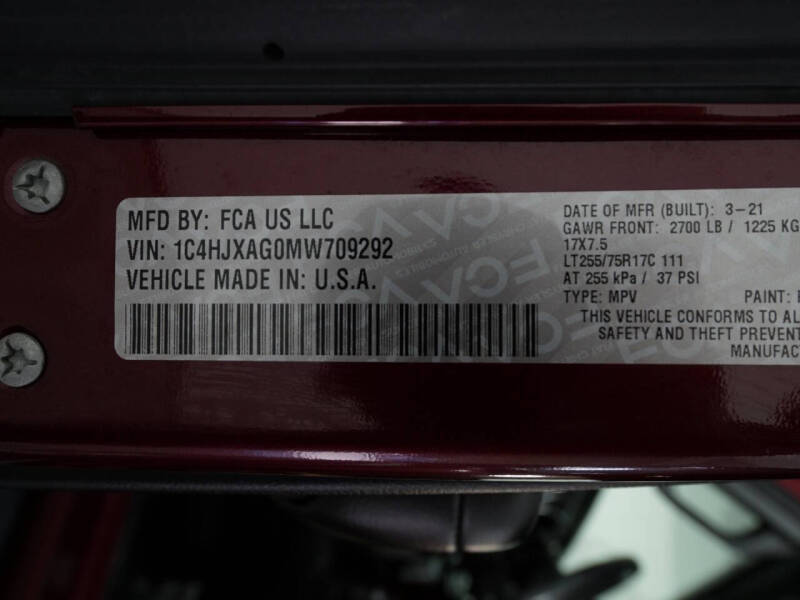 MFD BY: FCA US LLC
VIN: 1C4HJXAG0MW709292
VEHICLE MADE IN: U.S.A.
DATE OF MFR (BUILT): 3-21
GAWR FRONT: 2700 LB / 1225 KG
17X7.5
LT255/75R17C 111
AT 255 kPa / 37 PSI
TYPE: MPV PAINT:
THIS VEHICLE CONFORMS TO
SAFETY AND THEFT